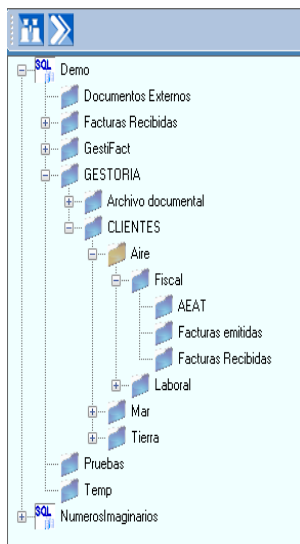 SQL Demo
Documentos Externos
Facturas Recibidas
GestiFact
GESTORIA
Archivo documental
CLIENTES
Aire
Fiscal
AEAT
Facturas emitidas
Facturas Recibidas
Laboral
Mar
Tierra
Pruebas
Temp
SQL NumerosImaginarios